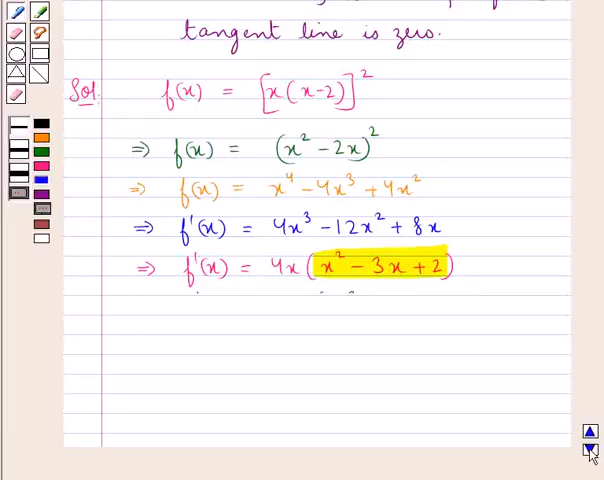 tangent line is zero.
Sol. f(x) = [x(x-2)]²
⇒ f(x) = (x² - 2x)²
⇒ f(x) = x⁴ - 4x³ + 4x²
⇒ f'(x) = 4x³ - 12x² + 8x
⇒ f'(x) = 4x(x² - 3x + 2)